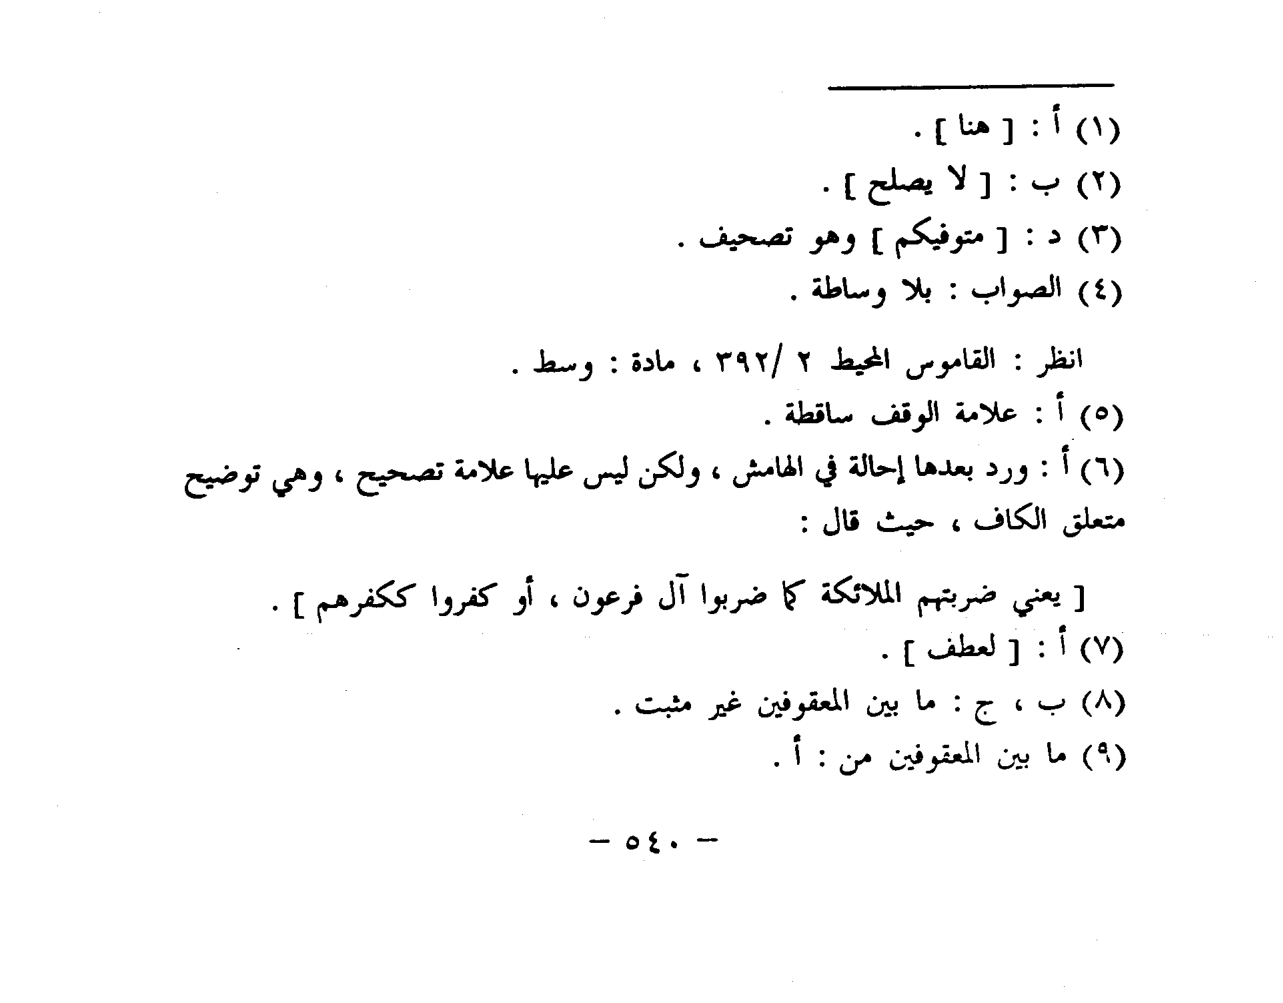 (١) أ : [ هنا ] .
(٢) ب : [ لا يصلح ] .
(٣) د : [ متوفيكم ] وهو تصحيف .
(٤) الصواب : بلا وساطة .
انظر : القاموس المحيط ٢ /٣٩٢ ، مادة : وسط .
(٥) أ : علامة الوقف ساقطة .
(٦) أ : ورد بعدها إحالة في الهامش ، ولكن ليس عليها علامة تصحيح ، وهي توضيح
متعلق الكاف ، حيث قال :
[ يعني ضربتهم الملائكة كما ضربوا آل فرعون ، أو كفروا ككفرهم ] .
(٧) أ : [ لعطف ] .
(٨) ب ، ج : ما بين المعقوفين غير مثبت .
(٩) ما بين المعقوفين من : أ .
– ٥٤٠ –